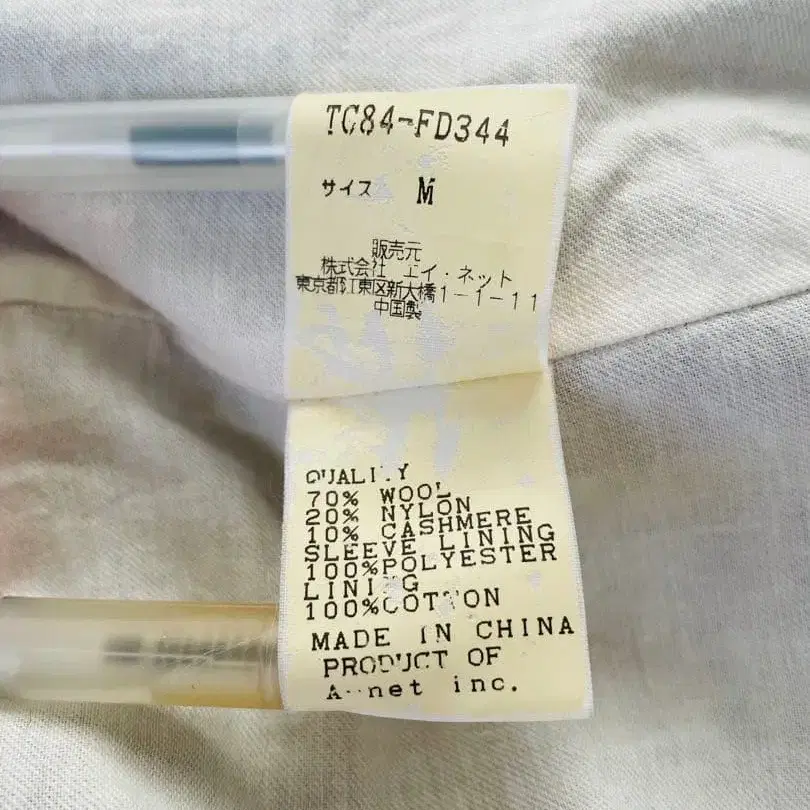 TC84-FD344
サイズ M
販売元
株式会社 エイ・ネット
東京都江東区新大橋1-1-11
中国製
QUALITY
70% WOOL
20% NYLON
10% CASHMERE
SLEEVE LINING
100%POLYESTER
LINING
100%COTTON
MADE IN CHINA
PRODUCT OF
A-net inc.